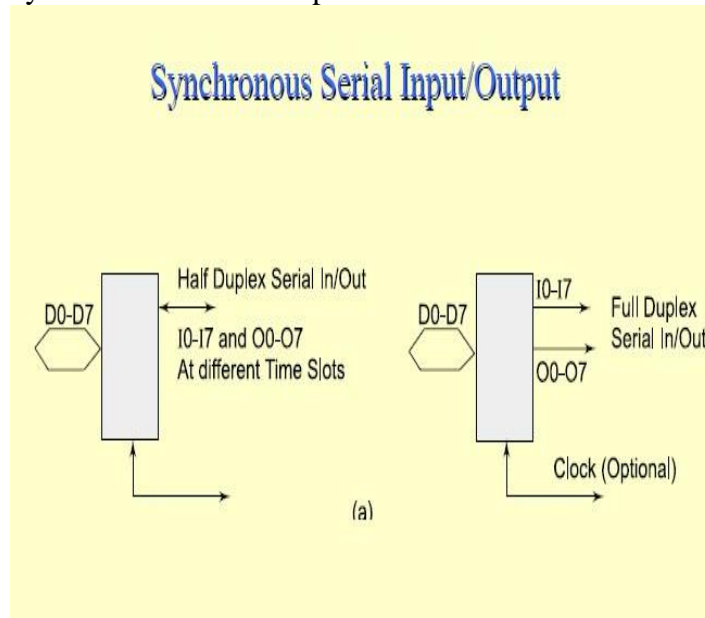 Synchronous Serial Input/Output
Half Duplex Serial In/Out
D0-D7
I0-I7 and O0-O7
At different Time Slots
I0-I7
D0-D7
Full Duplex
Serial In/Out
O0-O7
Clock (Optional)
(a)